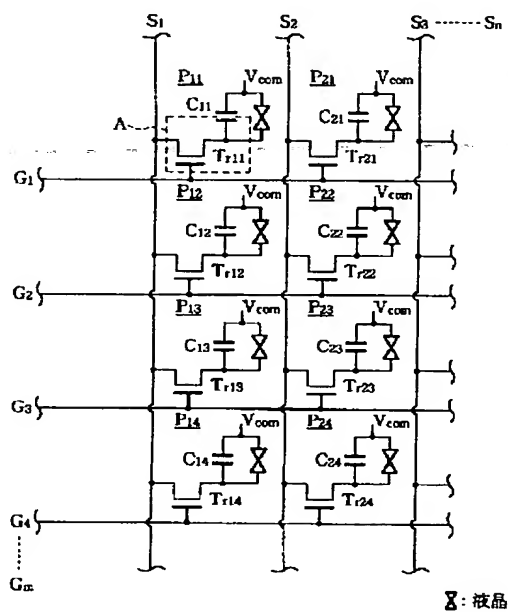 S1 S2 S3 ------ Sn
P11 Vcom P21 Vcom
C11 C21
A
Tr11 Tr21
G1
P12 Vcom P22 Vcom
C12 C22
Tr12 Tr22
G2
P13 Vcom P23 Vcom
C13 C23
Tr13 Tr23
G3
P14 Vcom P24 Vcom
C14 C24
Tr14 Tr24
G4
Gm
: 液晶